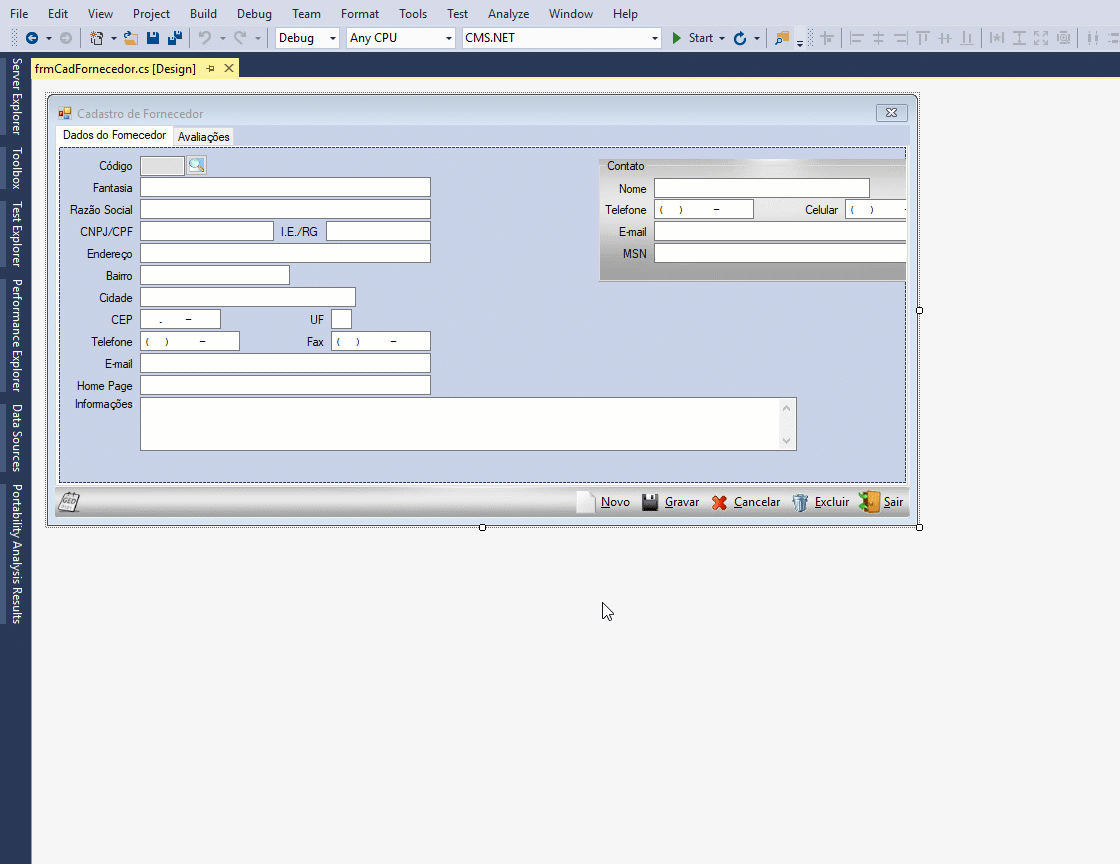 File Edit View Project Build Debug Team Format Tools Test Analyze Window Help
Debug Any CPU CMS.NET Start
frmCadFornecedor.cs [Design]
Server Explorer
Toolbox
Test Explorer
Performance Explorer
Data Sources
Portability Analysis Results
Cadastro de Fornecedor
Dados do Fornecedor Avaliações
Código
Fantasia
Razão Social
CNPJ/CPF I.E./RG
Endereço
Bairro
Cidade
CEP . – UF
Telefone ( ) – Fax ( ) –
E-mail
Home Page
Informações
Contato
Nome
Telefone ( ) – Celular ( ) -
E-mail
MSN
Novo Gravar Cancelar Excluir Sair